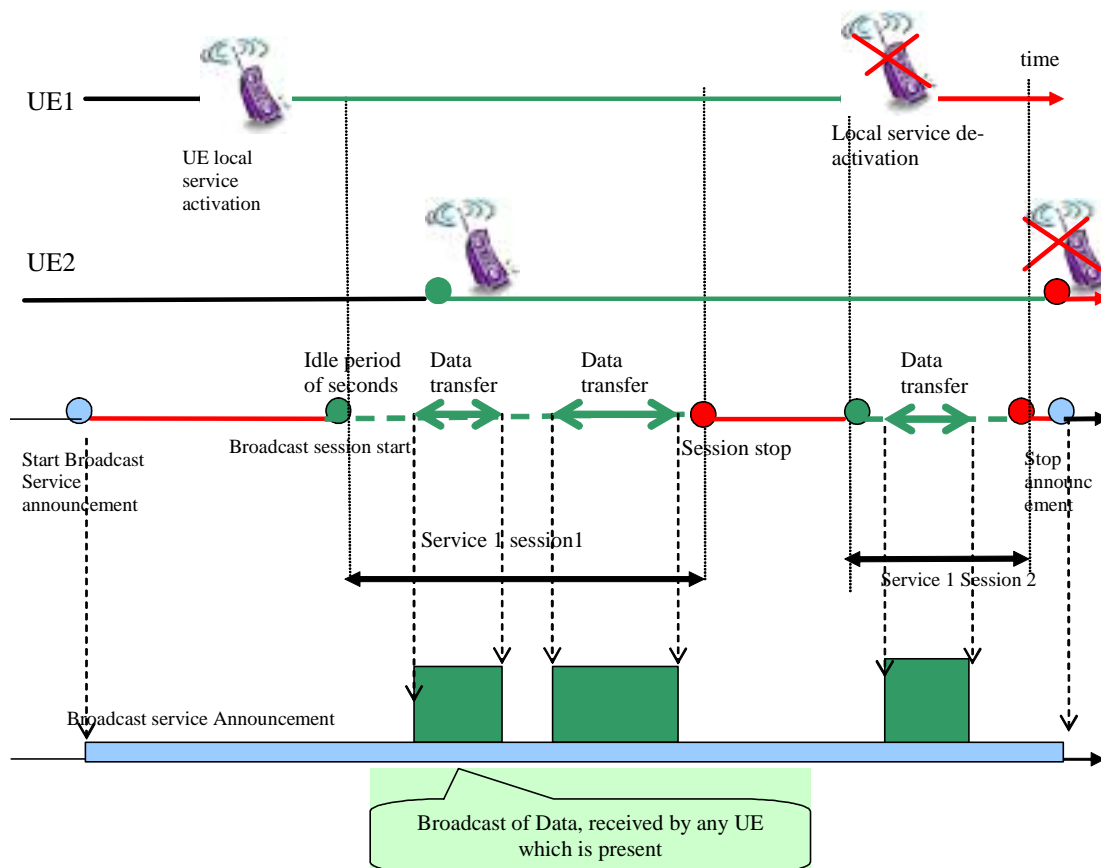 time
UE1
UE local
service
activation
Local service de-
activation
UE2
Idle period
of seconds
Data
transfer
Data
transfer
Data
transfer
Broadcast session start
Session stop
Start Broadcast
Service
announcement
Stop
announc
ement
Service 1 session1
Service 1 Session 2
Broadcast service Announcement
Broadcast of Data, received by any UE
which is present